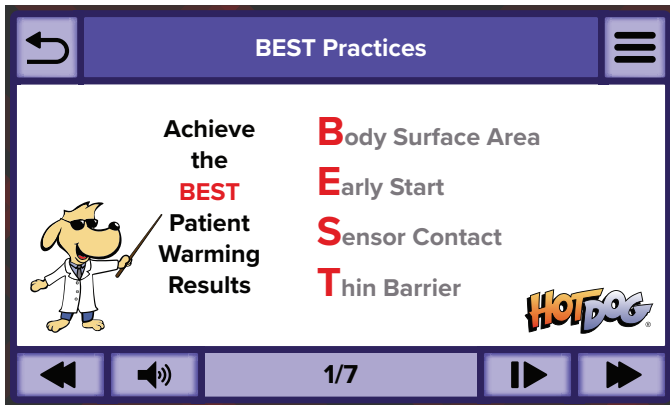 BEST Practices
Achieve
the
BEST
Patient
Warming
Results
Body Surface Area
Early Start
Sensor Contact
Thin Barrier
HOTDOG®
1/7